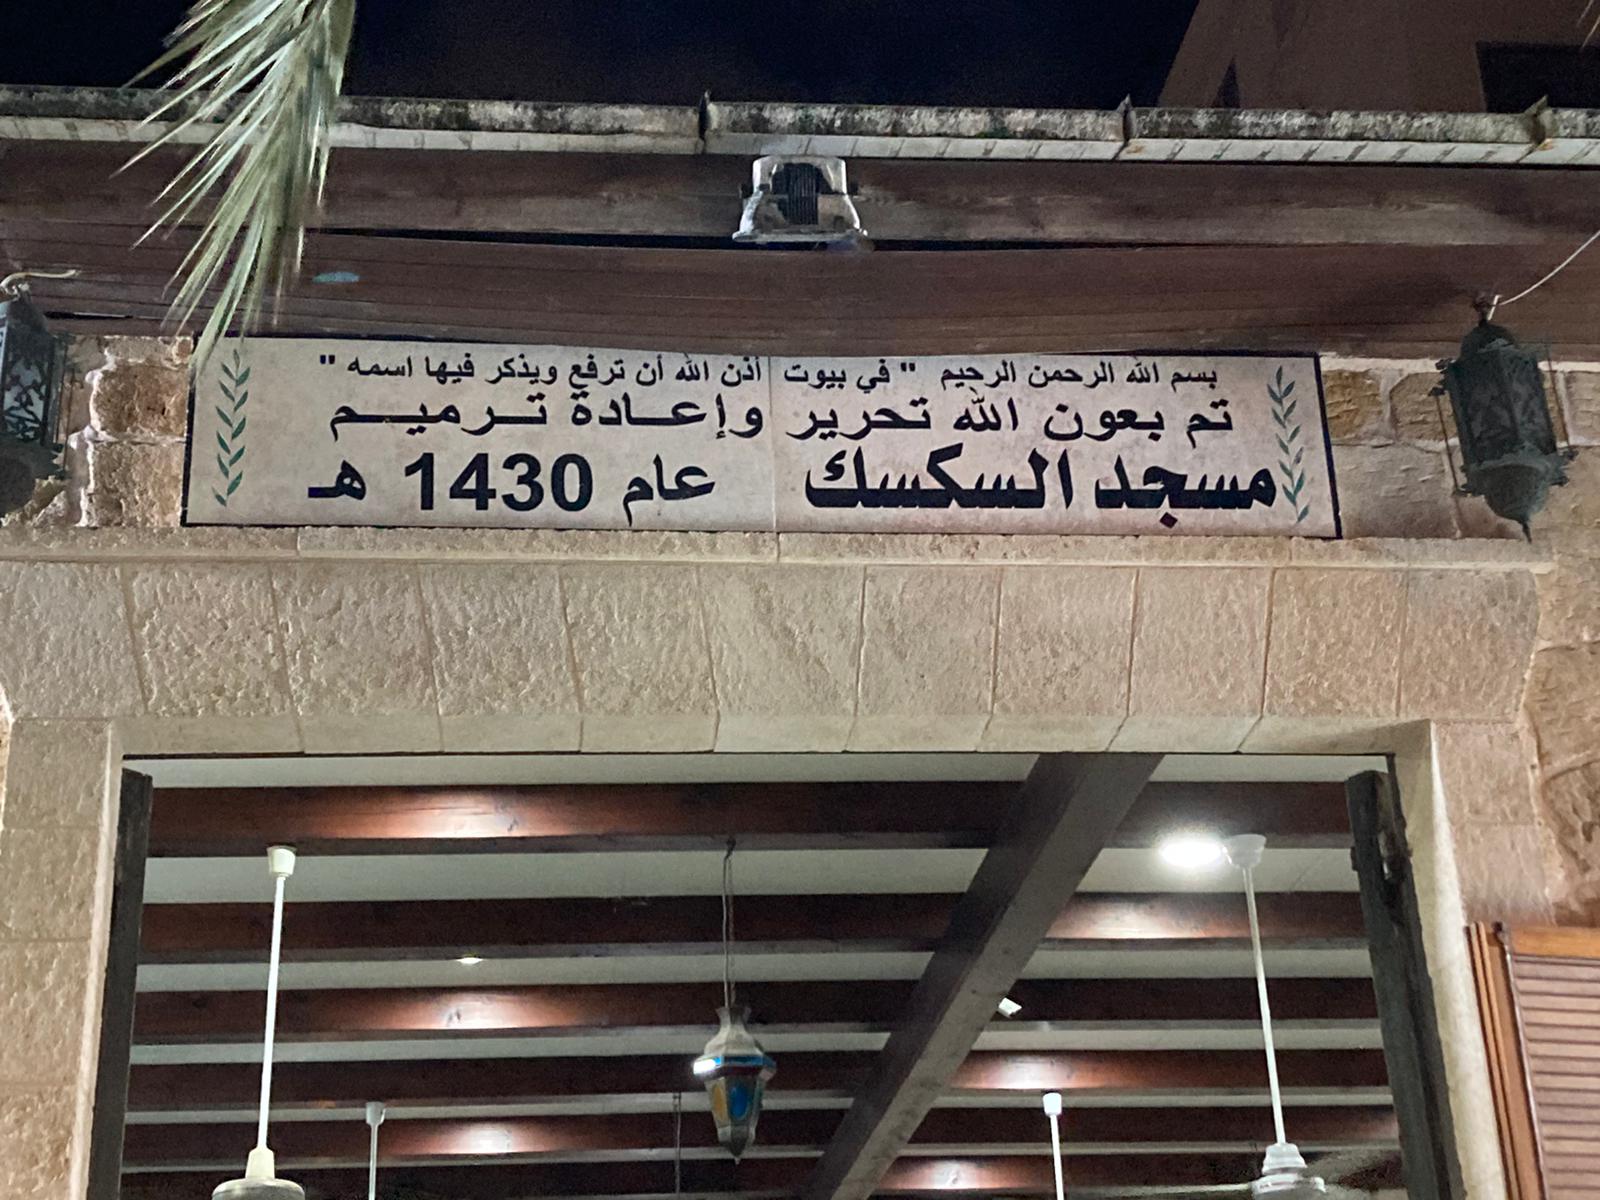 بسم الله الرحمن الرحيم " في بيوت أذن الله أن ترفع ويذكر فيها اسمه "
تم بعون الله تحرير وإعادة ترميم
مسجد السكسك عام 1430 هـ